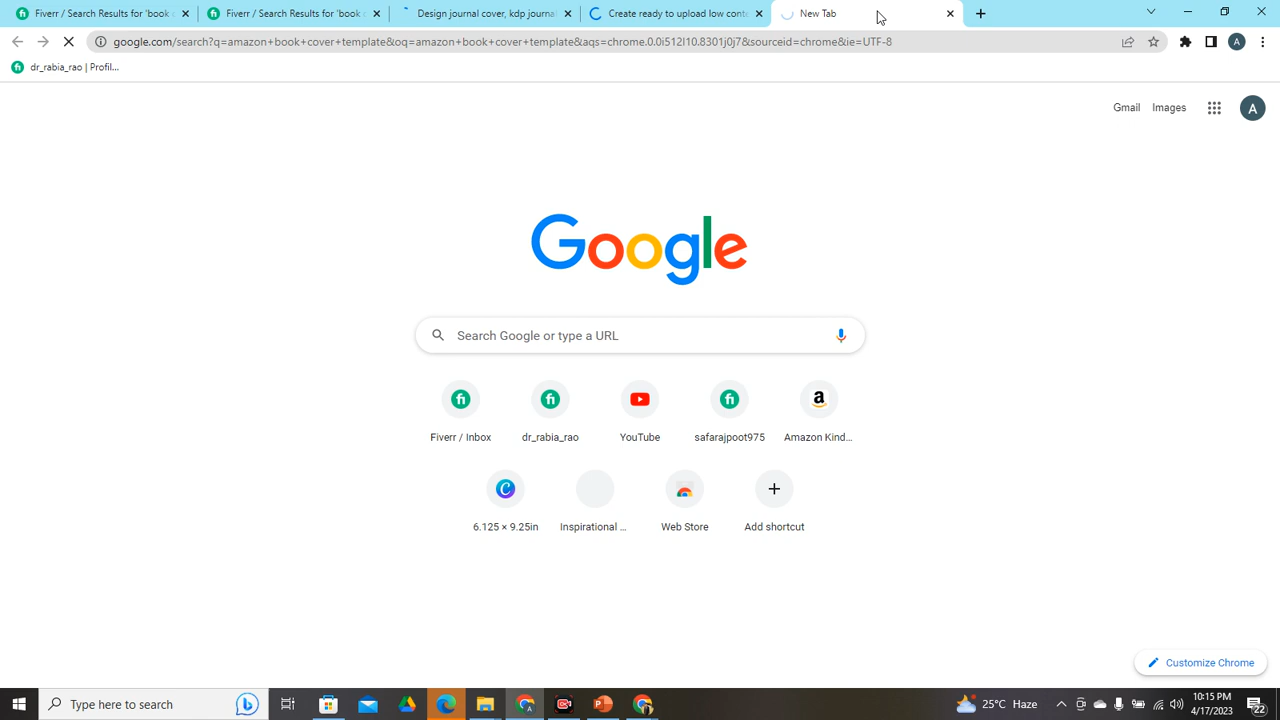 Fiverr / Search Results for 'book c
Fiverr / Search Results for 'book c
Design journal cover, kdp journal
Create ready to upload low cont
New Tab
google.com/search?q=amazon+book+cover+template&oq=amazon+book+cover+template&aqs=chrome.0.0i512l10.8301j0j7&sourceid=chrome&ie=UTF-8
A
dr_rabia_rao | Profil...
Gmail
Images
A
Google
Search Google or type a URL
Fiverr / Inbox
dr_rabia_rao
YouTube
safarajpoot975
Amazon Kind...
6.125 × 9.25in
Inspirational ...
Web Store
Add shortcut
Customize Chrome
Type here to search
25°C Haze
10:15 PM
4/17/2023
22